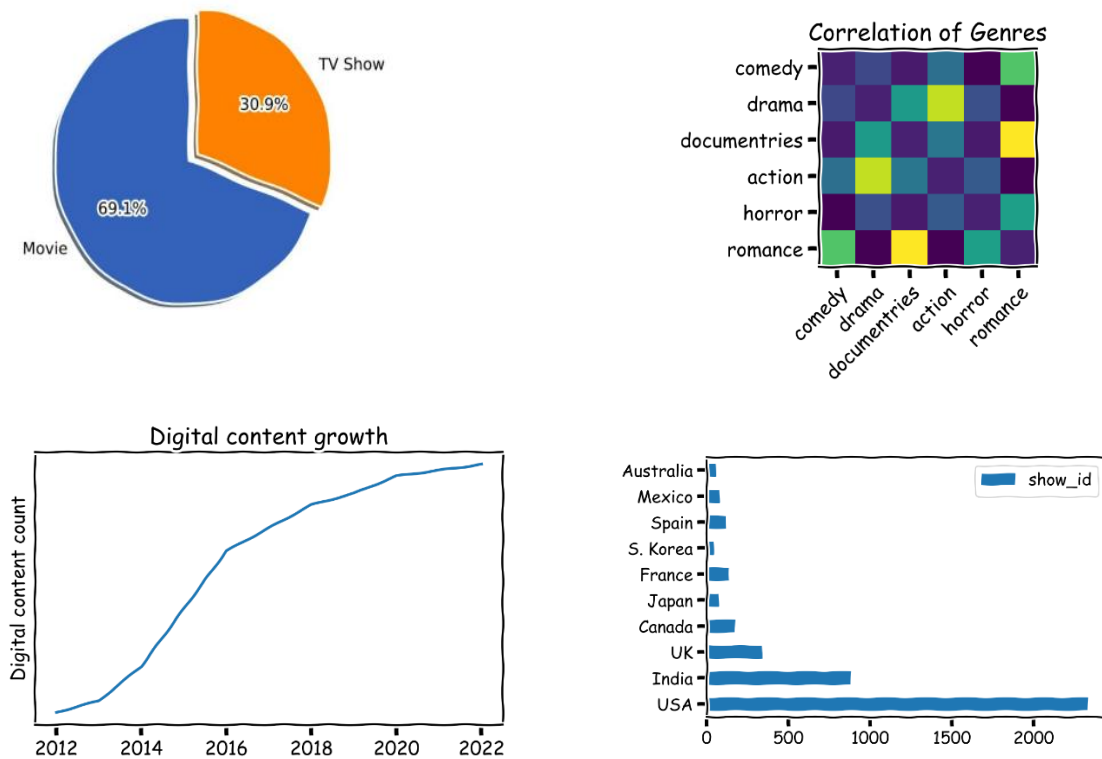 TV Show
30.9%
69.1%
Movie
Correlation of Genres
comedy
drama
documentries
action
horror
romance
comedy
drama
documentries
action
horror
romance
Digital content growth
Digital content count
2012 2014 2016 2018 2020 2022
show_id
Australia
Mexico
Spain
S. Korea
France
Japan
Canada
UK
India
USA
0 500 1000 1500 2000